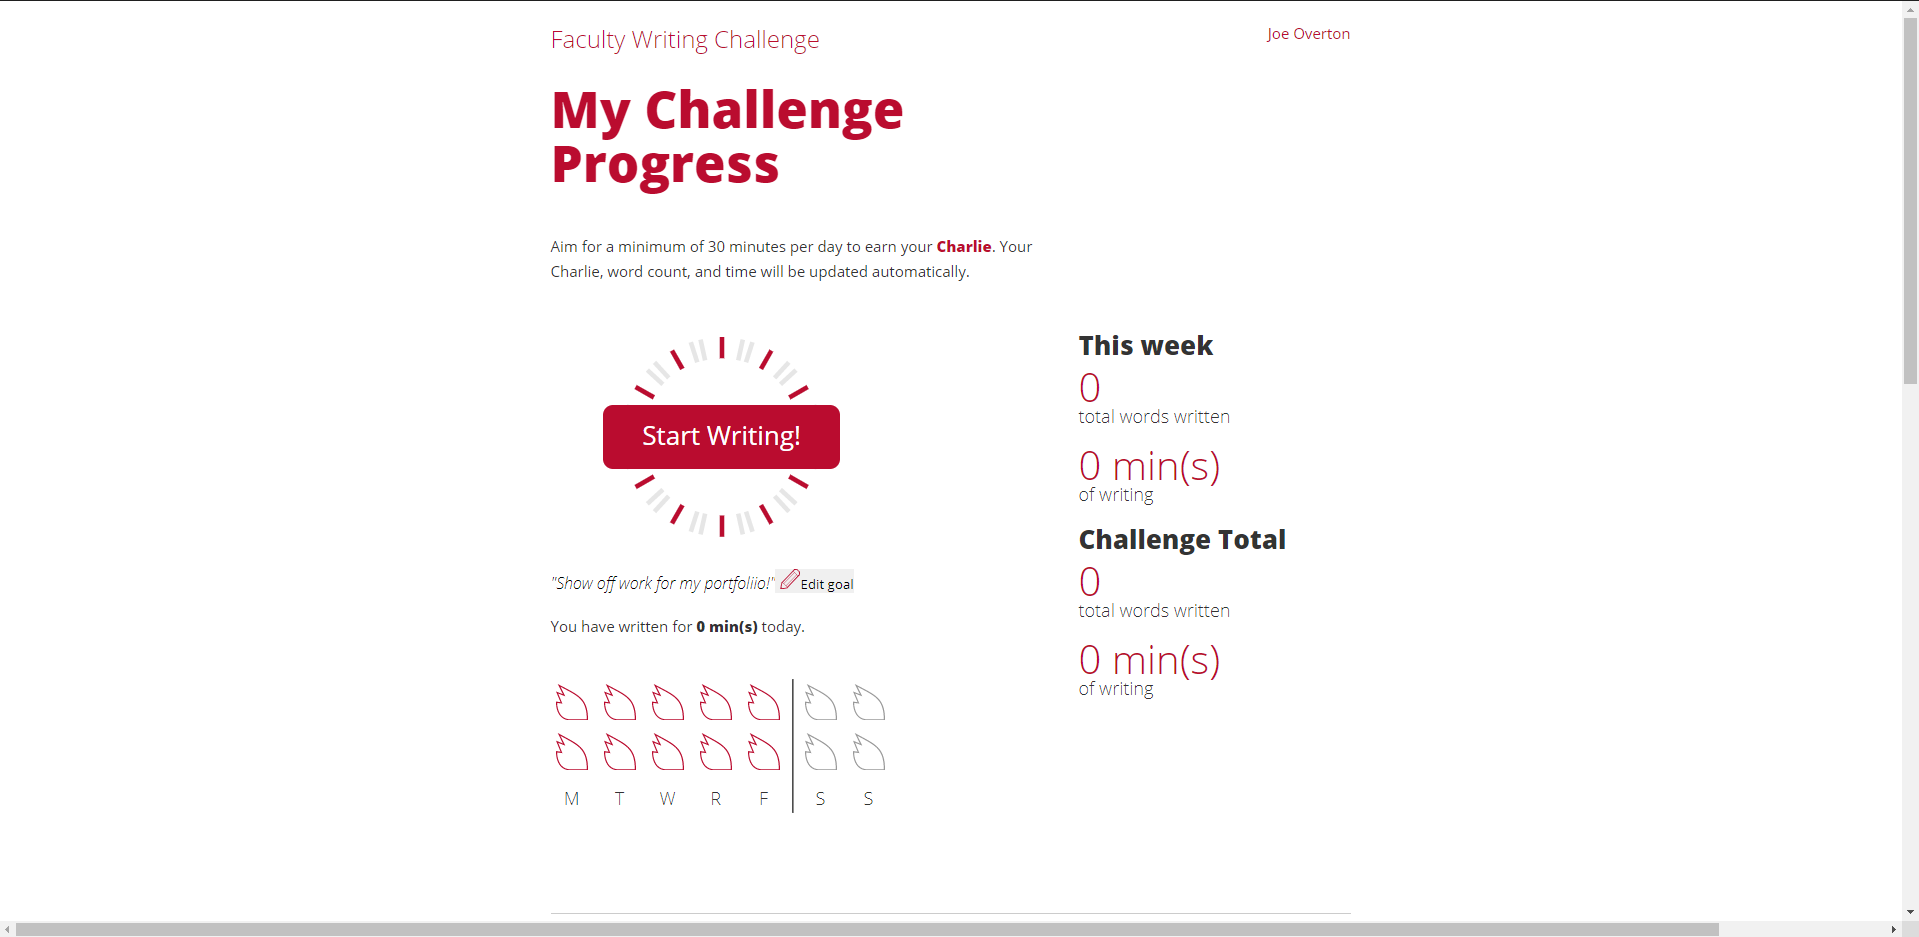 Faculty Writing Challenge
Joe Overton
My Challenge
Progress
Aim for a minimum of 30 minutes per day to earn your Charlie. Your
Charlie, word count, and time will be updated automatically.
Start Writing!
"Show off work for my portfoliio!" Edit goal
You have written for 0 min(s) today.
M T W R F S S
This week
0
total words written
0 min(s)
of writing
Challenge Total
0
total words written
0 min(s)
of writing